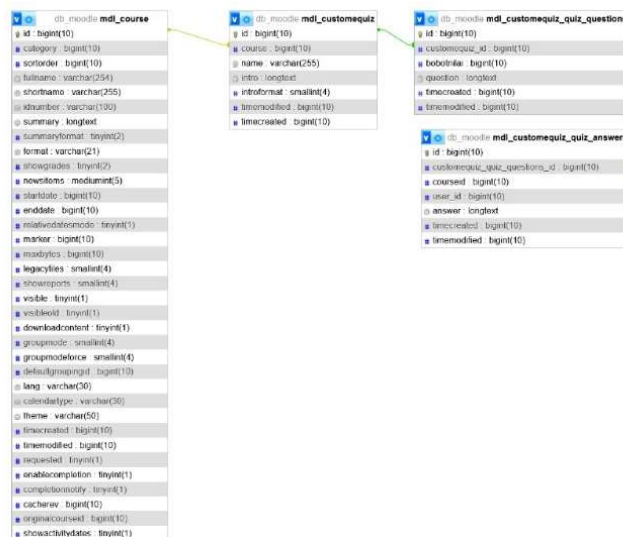 db_moodle mdl_course
id : bigint(10)
category : bigint(10)
sortorder : bigint(10)
fullname : varchar(254)
shortname : varchar(255)
idnumber : varchar(100)
summary : longtext
summaryformat : tinyint(2)
format : varchar(21)
showgrades : tinyint(2)
newsitems : mediumint(5)
startdate : bigint(10)
enddate : bigint(10)
relativedatesmode : tinyint(1)
marker : bigint(10)
maxbytes : bigint(10)
legacyfiles : smallint(4)
showreports : smallint(4)
visible : tinyint(1)
visibleold : tinyint(1)
downloadcontent : tinyint(1)
groupmode : smallint(4)
groupmodeforce : smallint(4)
defaultgroupingid : bigint(10)
lang : varchar(30)
calendartype : varchar(30)
theme : varchar(50)
timecreated : bigint(10)
timemodified : bigint(10)
requested : tinyint(1)
enablecompletion : tinyint(1)
completionnotify : tinyint(1)
cacherev : bigint(10)
originalcourseid : bigint(10)
showactivitydates : tinyint(1)
db_moodle mdl_customequiz
id : bigint(10)
course : bigint(10)
name : varchar(255)
intro : longtext
introformat : smallint(4)
timemodified : bigint(10)
timecreated : bigint(10)
db_moodle mdl_customequiz_quiz_question
id : bigint(10)
customequiz_id : bigint(10)
bobotnilai : bigint(10)
question : longtext
timecreated : bigint(10)
timemodified : bigint(10)
db_moodle mdl_customequiz_quiz_answer
id : bigint(10)
customequiz_quiz_questions_id : bigint(10)
courseid : bigint(10)
user_id : bigint(10)
answer : longtext
timecreated : bigint(10)
timemodified : bigint(10)